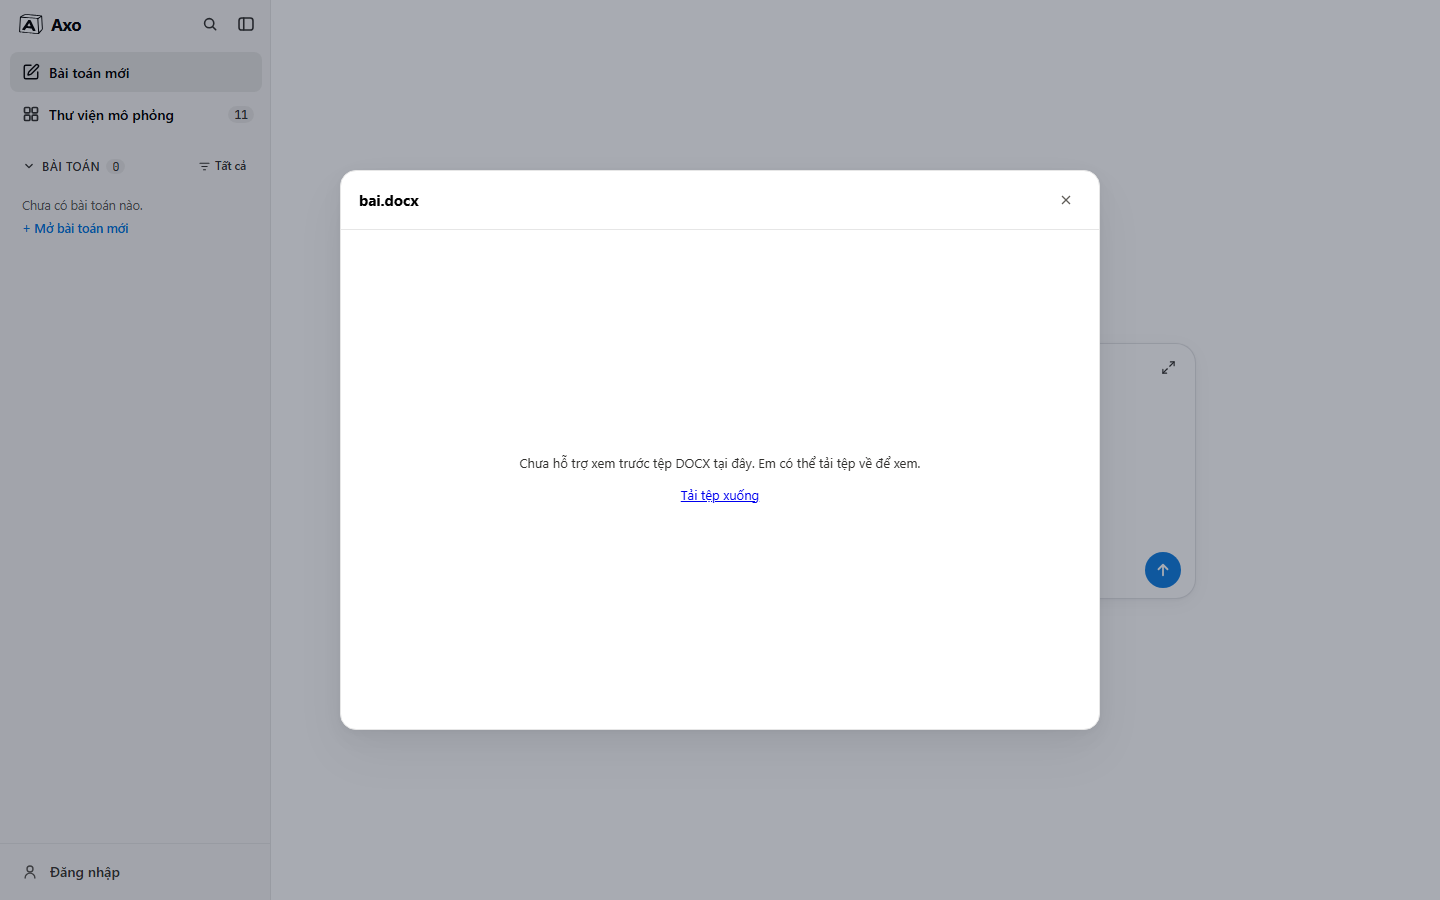 Axo
Bài toán mới
Thư viện mô phỏng 11
BÀI TOÁN 0 Tất cả
Chưa có bài toán nào.
+ Mở bài toán mới
bai.docx
Chưa hỗ trợ xem trước tệp DOCX tại đây. Em có thể tải tệp về để xem.
Tải tệp xuống
Đăng nhập